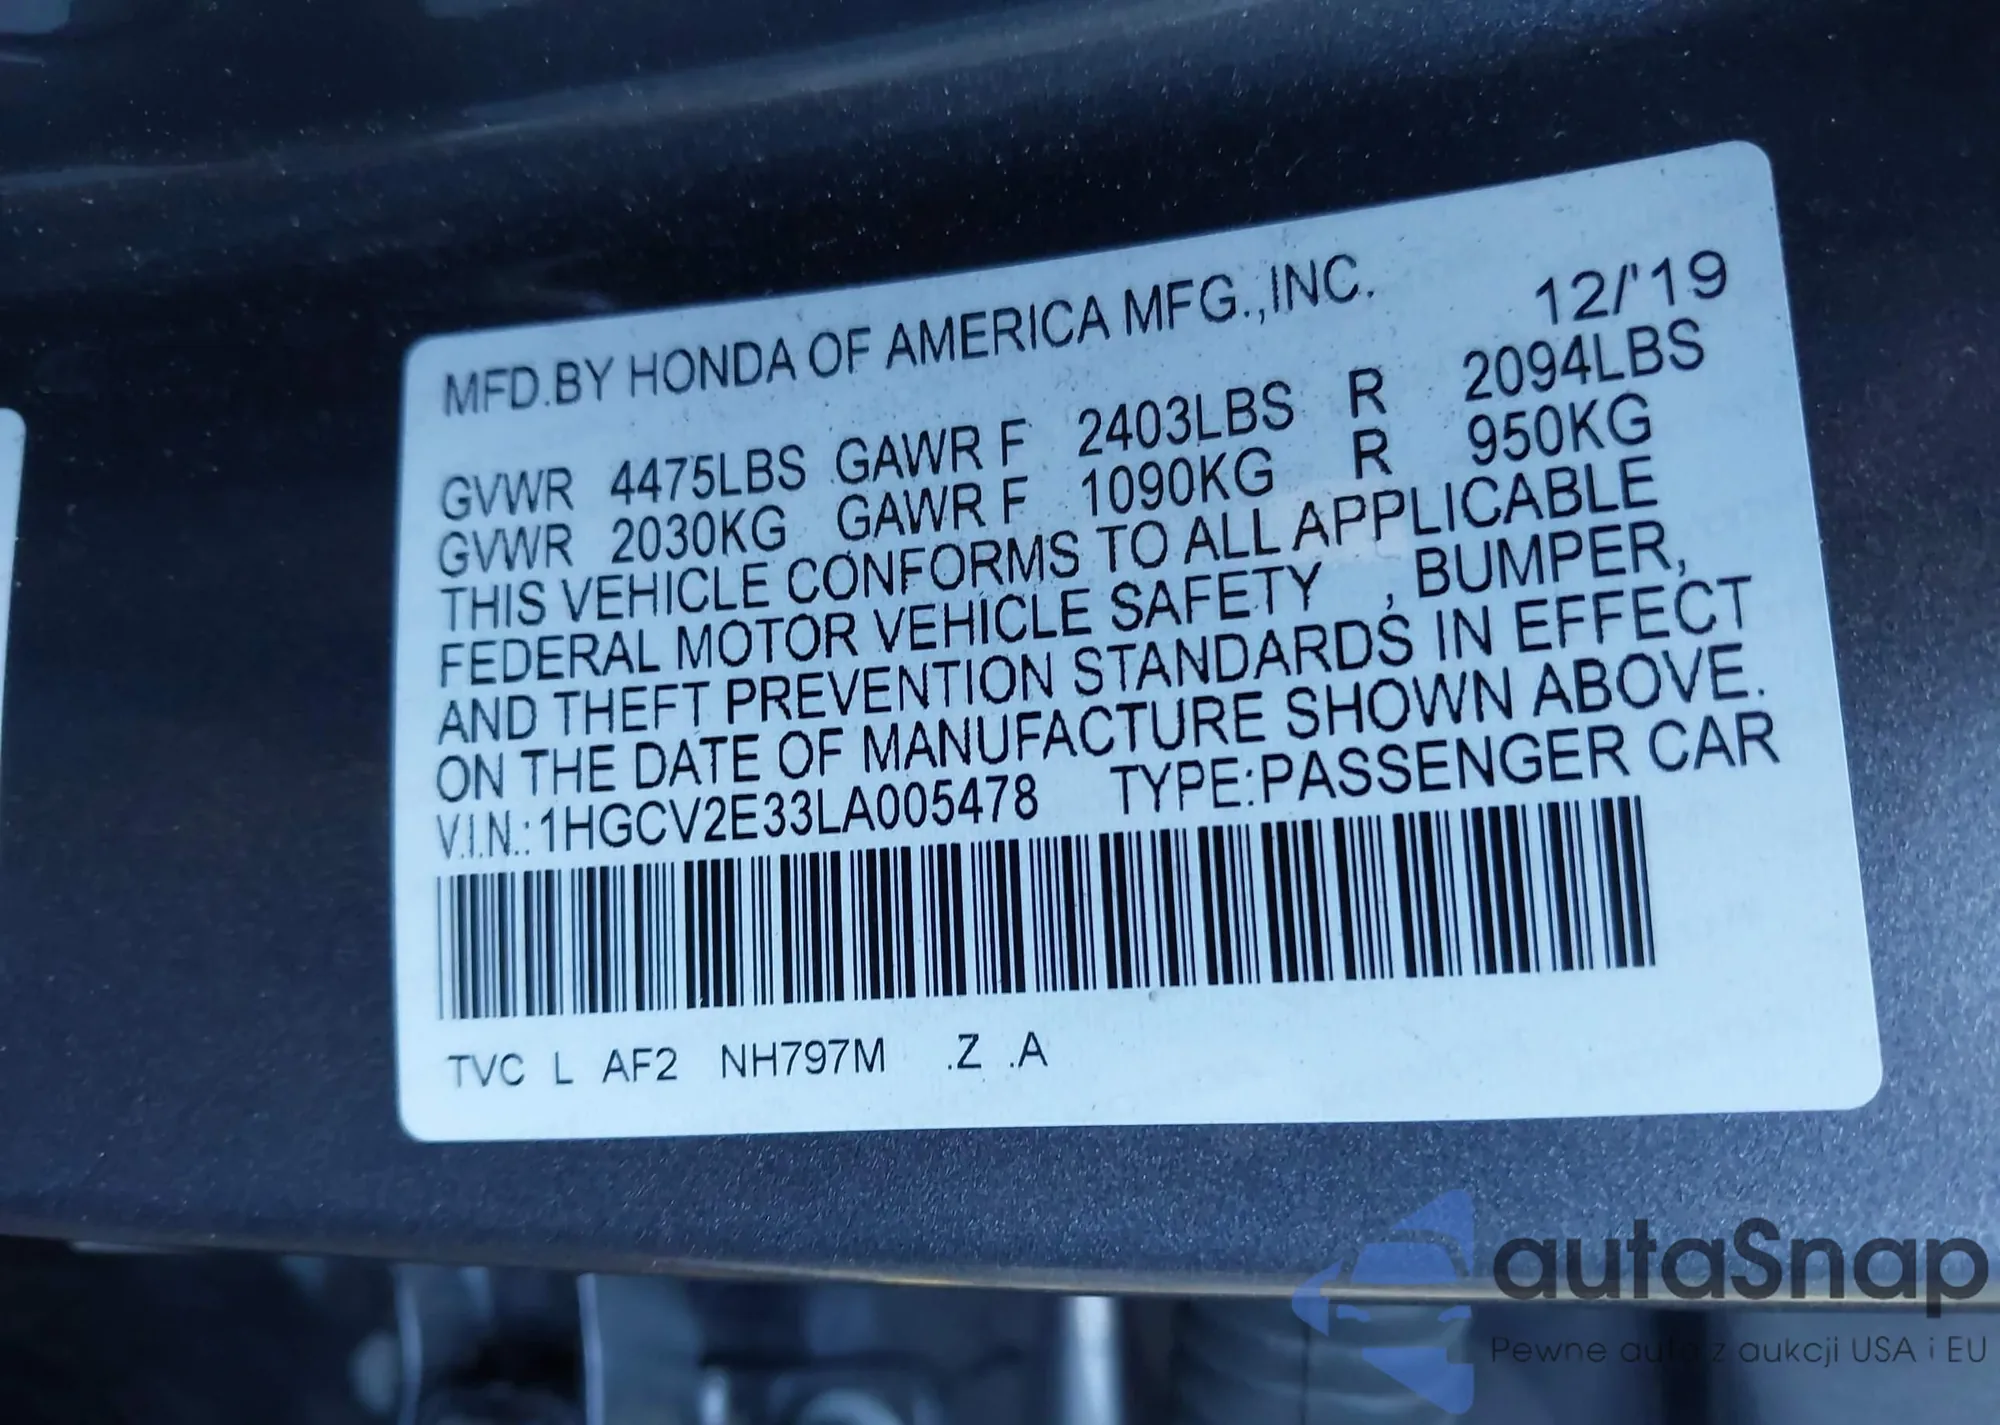 MFD.BY HONDA OF AMERICA MFG.,INC. 12/'19
GVWR 4475LBS GAWR F 2403LBS R 2094LBS
GVWR 2030KG GAWR F 1090KG R 950KG
THIS VEHICLE CONFORMS TO ALL APPLICABLE
FEDERAL MOTOR VEHICLE SAFETY , BUMPER,
AND THEFT PREVENTION STANDARDS IN EFFECT
ON THE DATE OF MANUFACTURE SHOWN ABOVE.
V.I.N.: 1HGCV2E33LA005478 TYPE:PASSENGER CAR
TVC L AF2 NH797M .Z .A
autaSnap
Pewne auta z aukcji USA i EU